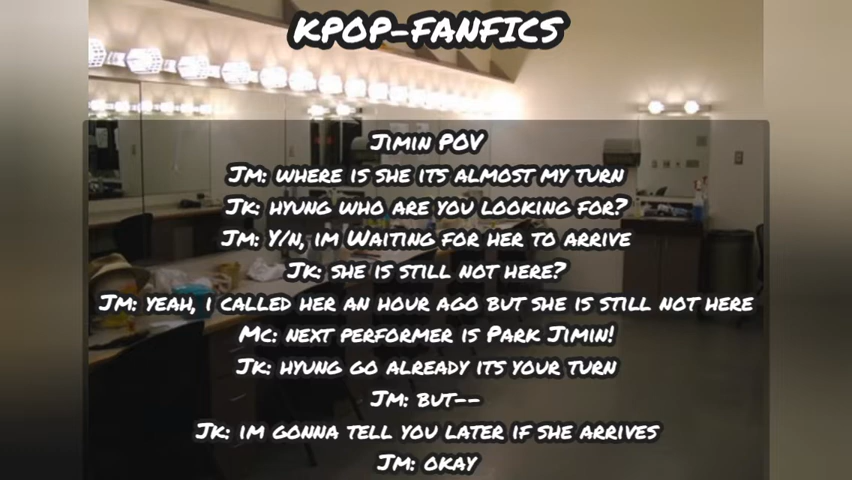 KPOP-FANFICS
JIMIN POV
JM: WHERE IS SHE ITS ALMOST MY TURN
JK: HYUNG WHO ARE YOU LOOKING FOR?
JM: Y/N, IM WAITING FOR HER TO ARRIVE
JK: SHE IS STILL NOT HERE?
JM: YEAH, I CALLED HER AN HOUR AGO BUT SHE IS STILL NOT HERE
MC: NEXT PERFORMER IS PARK JIMIN!
JK: HYUNG GO ALREADY ITS YOUR TURN
JM: BUT--
JK: IM GONNA TELL YOU LATER IF SHE ARRIVES
JM: OKAY